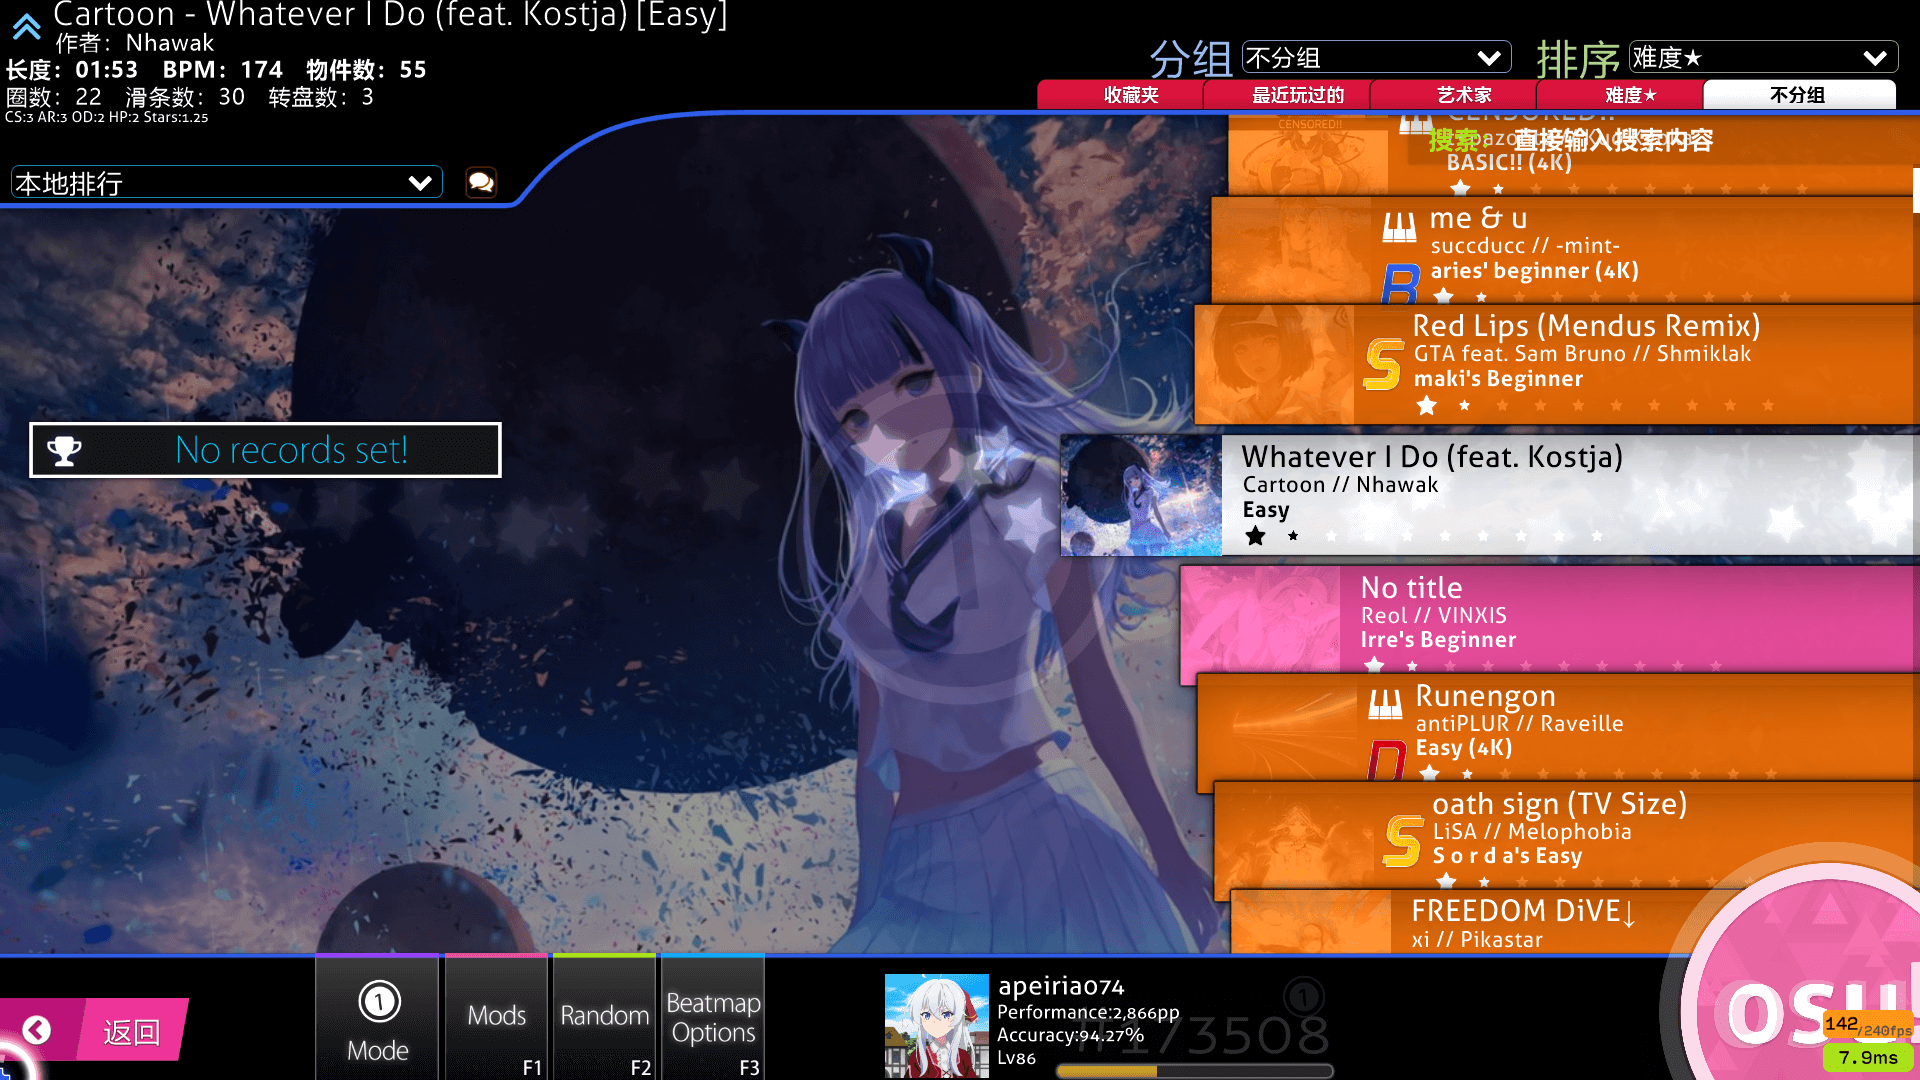 Cartoon - Whatever I Do (feat. Kostja) [Easy]
作者： Nhawak
长度：01:53 BPM：174 物件数：55
圈数：22 滑条数：30 转盘数：3
CS:3 AR:3 OD:2 HP:2 Stars:1.25
分组 不分组
排序 难度★
收藏夹 最近玩过的 艺术家 难度★ 不分组
本地排行
CENSORED!!
CENSORED!!
搜索： 直接输入搜索内容
BASIC!! (4K)
me & u
succducc // -mint-
aries' beginner (4K)
B
Red Lips (Mendus Remix)
GTA feat. Sam Bruno // Shmiklak
maki's Beginner
S
No records set!
Whatever I Do (feat. Kostja)
Cartoon // Nhawak
Easy
No title
Reol // VINXIS
Irre's Beginner
Runengon
antiPLUR // Raveille
Easy (4K)
D
oath sign (TV Size)
LiSA // Melophobia
S o r d a's Easy
S
FREEDOM DiVE↓
xi // Pikastar
返回
1
Mode
Mods
F1
Random
F2
Beatmap
Options
F3
apeiria074
Performance:2,866pp
Accuracy:94.27%
Lv86
#173508
1
osu!
142/240fps
7.9ms